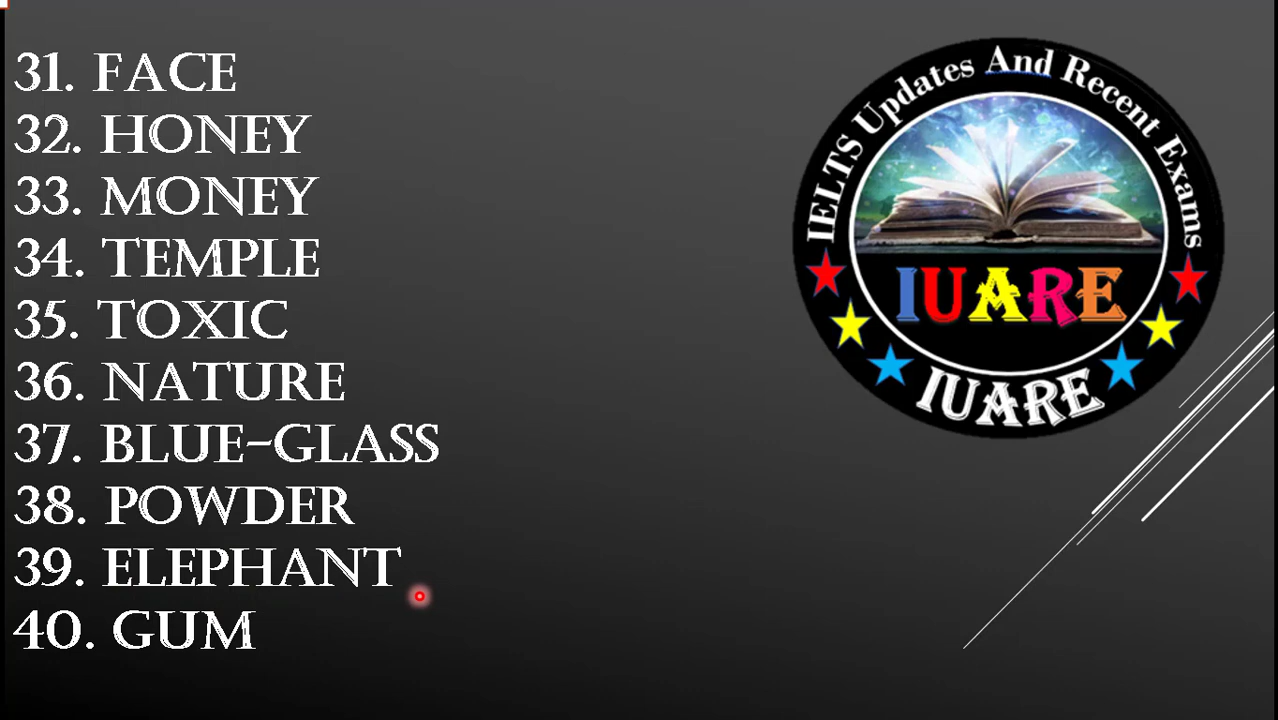 31. FACE
32. HONEY
33. MONEY
34. TEMPLE
35. TOXIC
36. NATURE
37. BLUE-GLASS
38. POWDER
39. ELEPHANT
40. GUM
IELTS Updates And Recent Exams
IUARE
IUARE